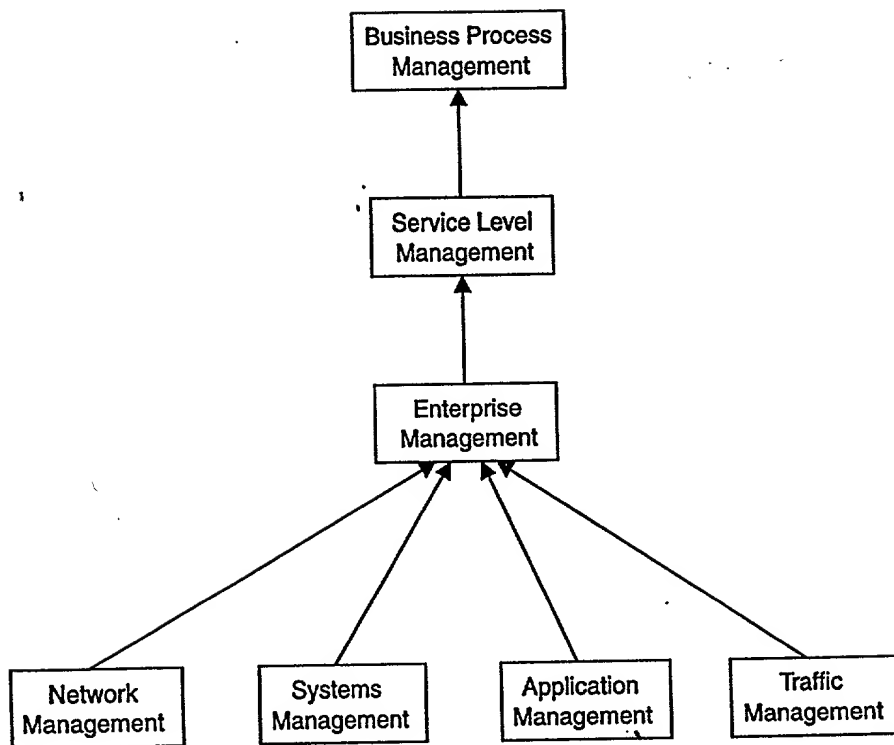 Business Process
Management
Service Level
Management
Enterprise
Management
Network
Management
Systems
Management
Application
Management
Traffic
Management